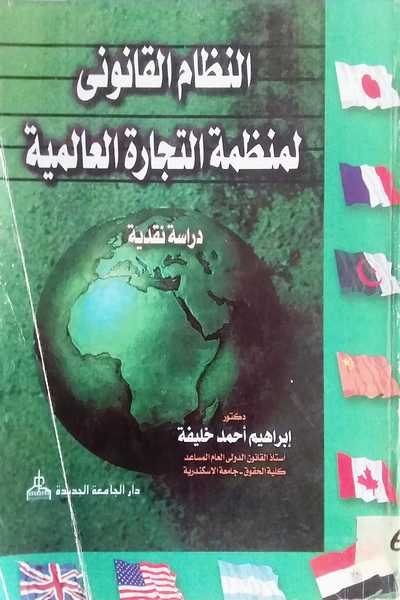 النظام القانونى
لمنظمة التجارة العالمية
دراسة نقدية
دكتور
إبراهيم أحمد خليفة
أستاذ القانون الدولى العام المساعد
كلية الحقوق - جامعة الاسكندرية
دار الجامعة الجديدة